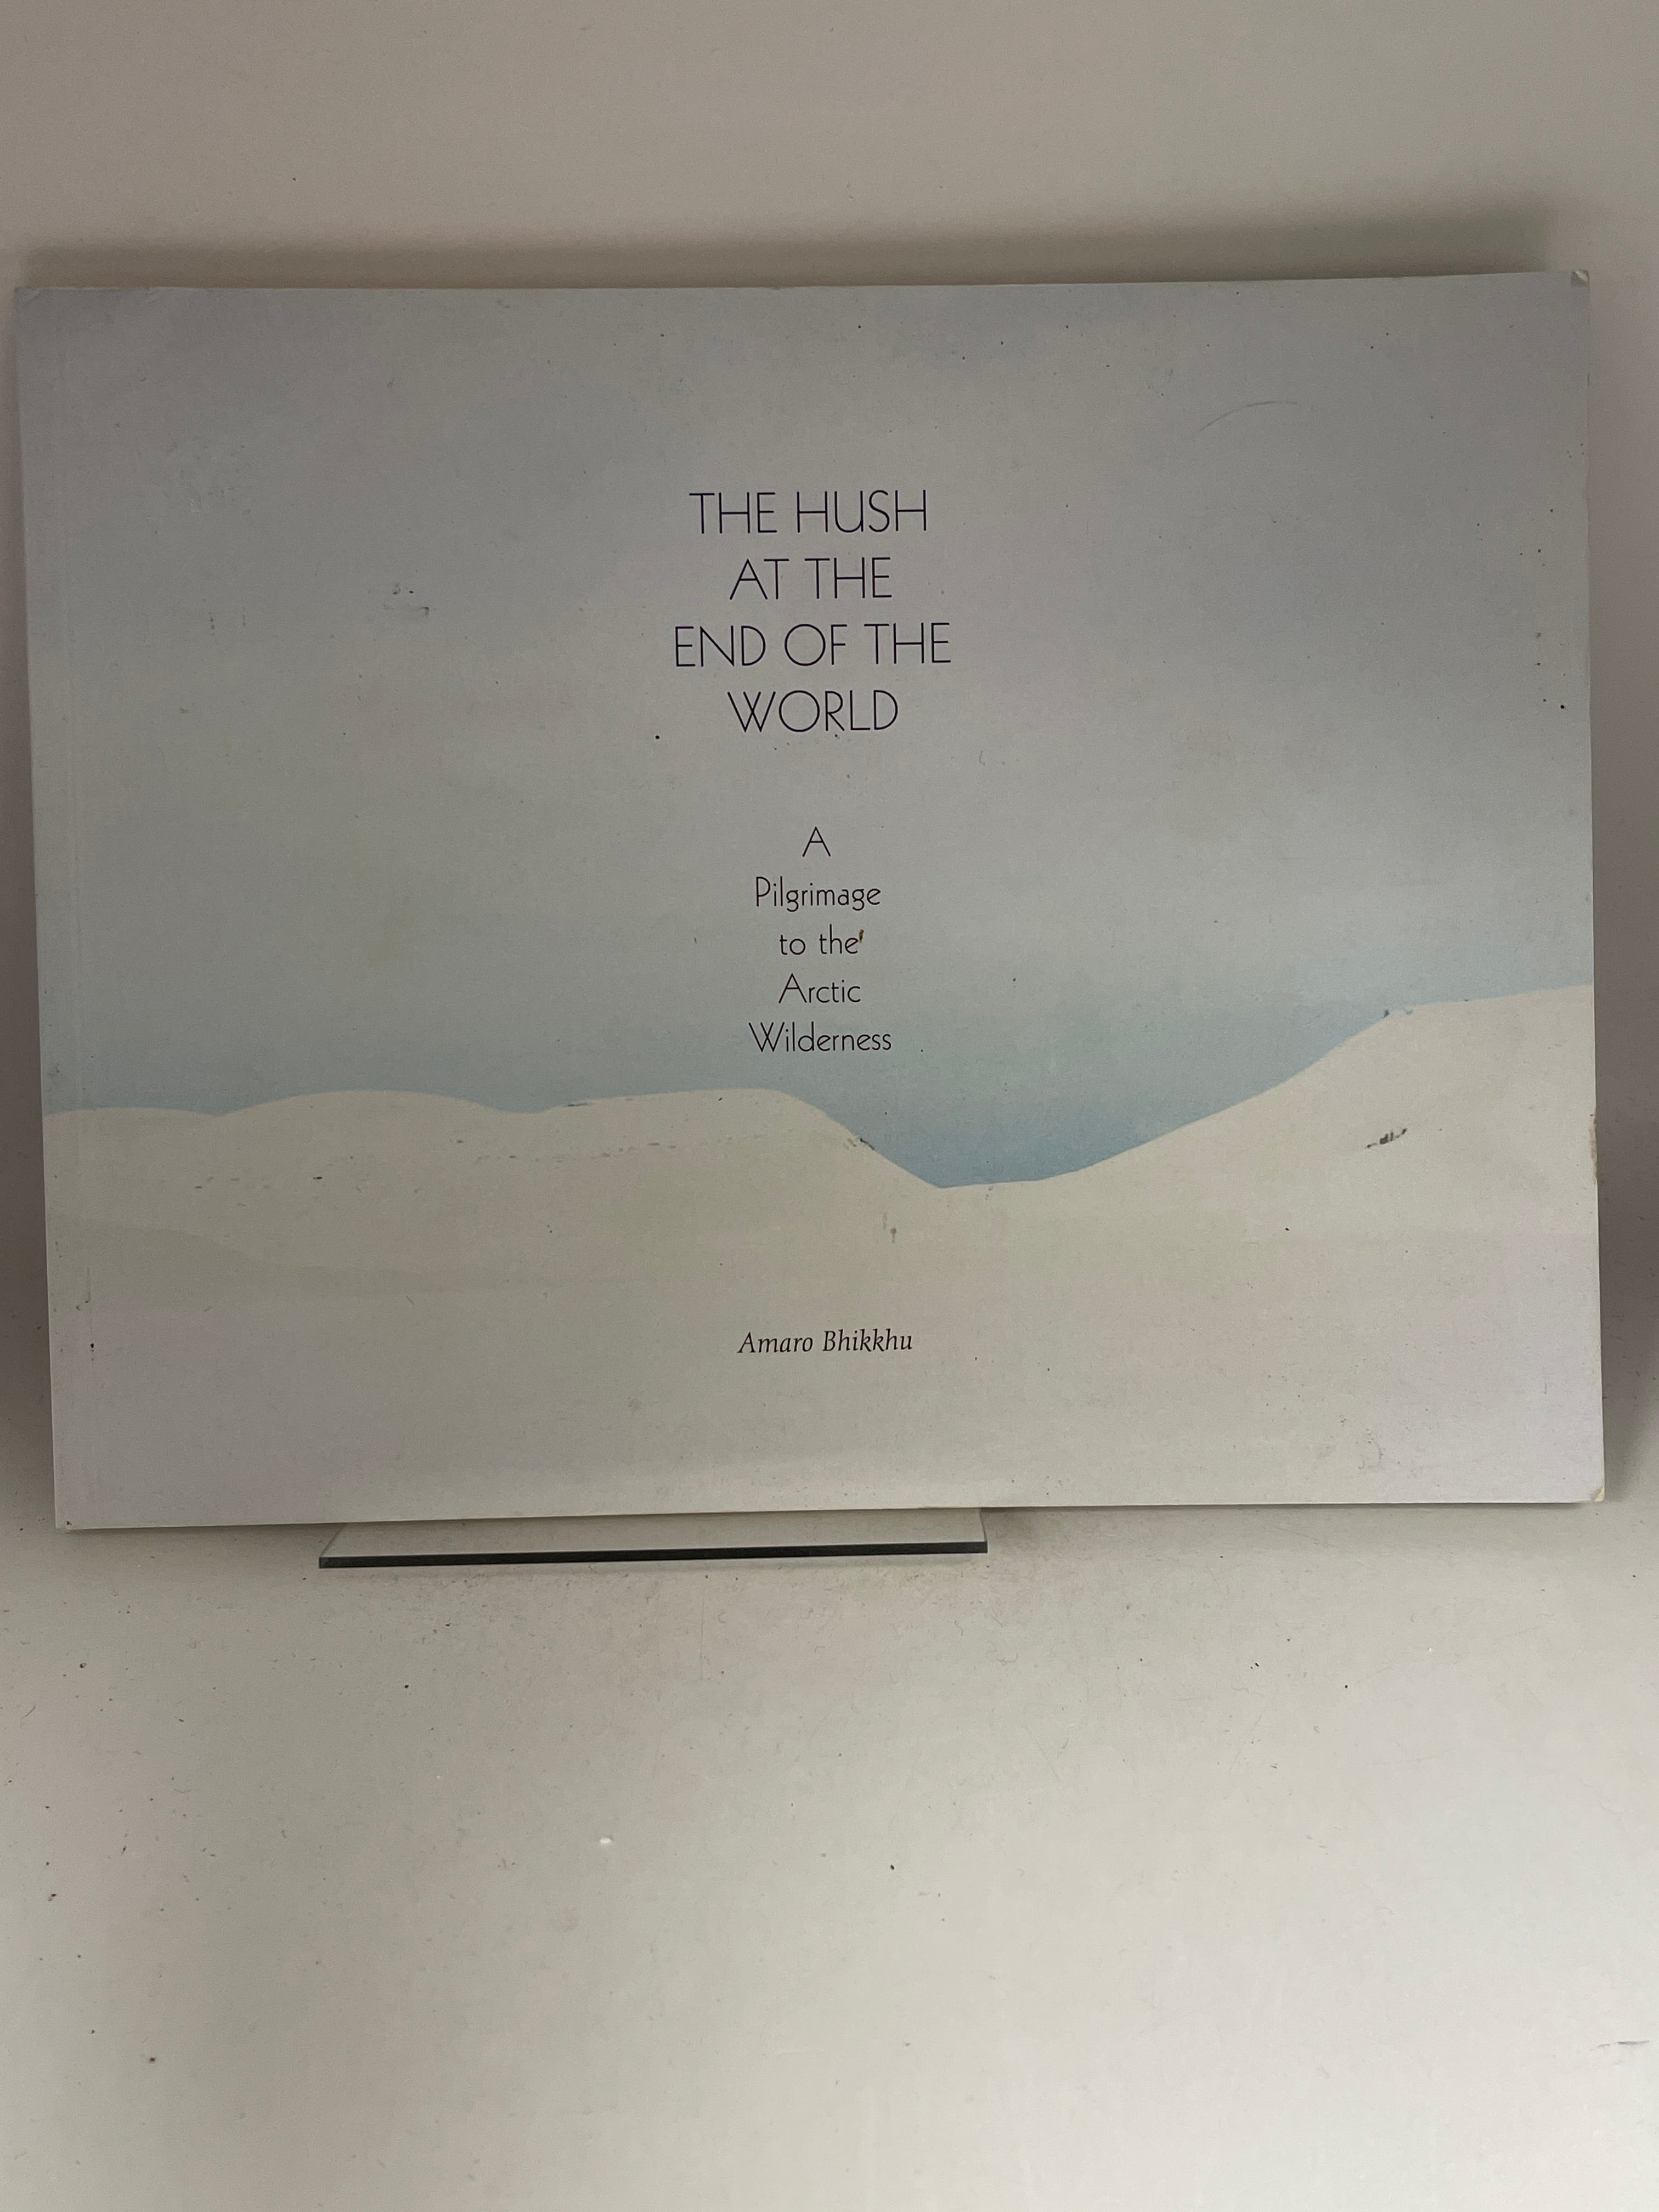 THE HUSH
AT THE
END OF THE
WORLD
A
Pilgrimage
to the
Arctic
Wilderness
Amaro Bhikkhu